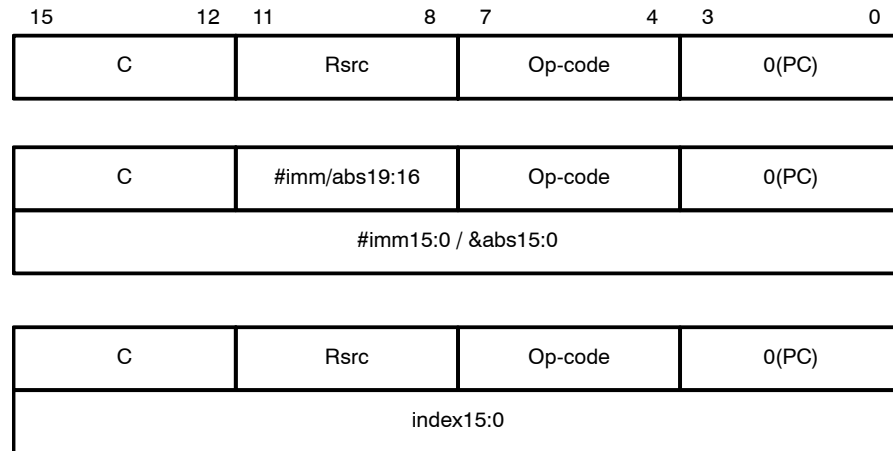 15 12 11 8 7 4 3 0
C Rsrc Op-code 0(PC)
C #imm/abs19:16 Op-code 0(PC)
#imm15:0 / &abs15:0
C Rsrc Op-code 0(PC)
index15:0